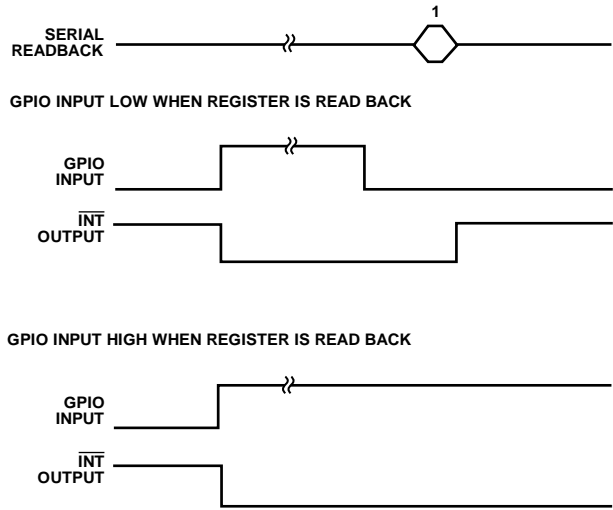 1
SERIAL
READBACK
GPIO INPUT LOW WHEN REGISTER IS READ BACK
GPIO
INPUT
INT
OUTPUT
GPIO INPUT HIGH WHEN REGISTER IS READ BACK
GPIO
INPUT
INT
OUTPUT